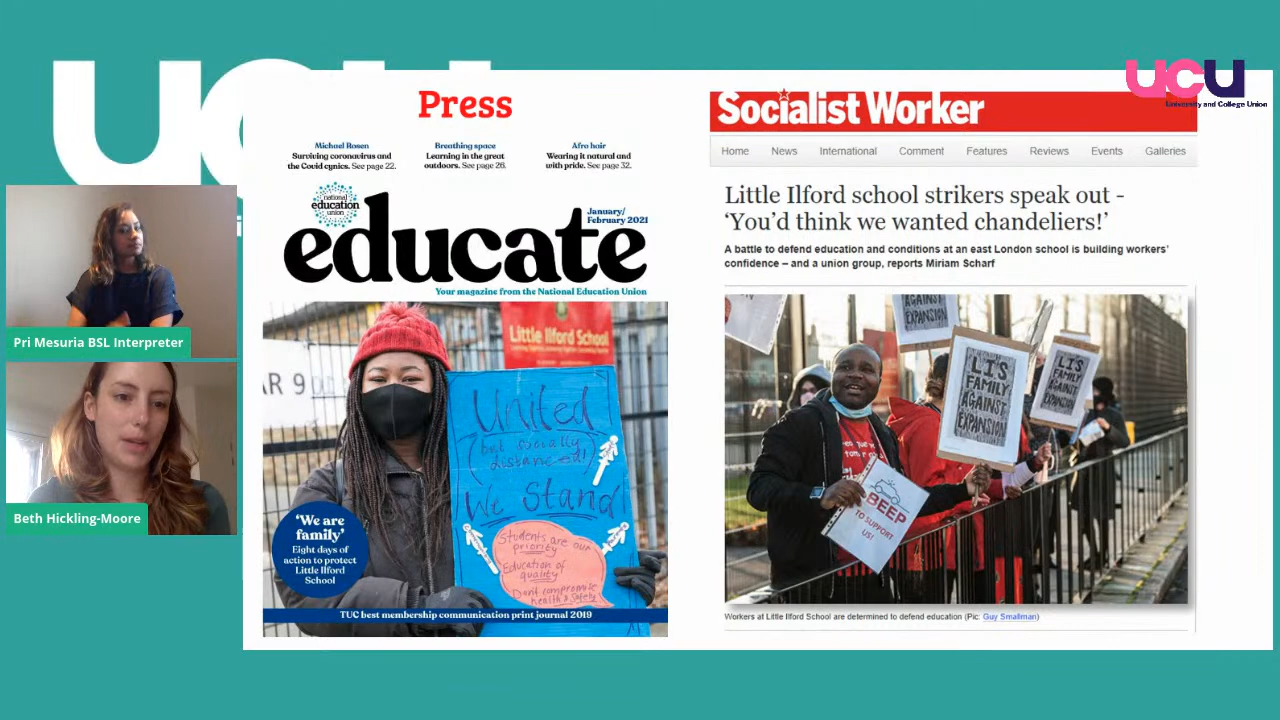 ucu
University and College Union
Press
Michael Rosen
Surviving coronavirus and
the Covid cynics. See page 22.
Breathing space
Learning in the great
outdoors. See page 26.
Afro hair
Wearing it natural and
with pride. See page 32.
national
education
union
January/
February 2021
educate
Your magazine from the National Education Union
Little Ilford School
AR 9
United
but socially
distanced!
We Stand
Students are our
priority
Education of
quality
Don't compromise
health & safety
'We are
family'
Eight days of
action to protect
Little Ilford
School
TUC best membership communication print journal 2019
Socialist Worker
Home News International Comment Features Reviews Events Galleries
Little Ilford school strikers speak out -
'You'd think we wanted chandeliers!'
A battle to defend education and conditions at an east London school is building workers'
confidence – and a union group, reports Miriam Scharf
AGAINST
EXPANSION
LI'S
FAMILY
AGAINST
EXPANSION
LI'S
FAMILY
AGAINST
EXPANSION
BEEP
TO SUPPORT
US!
Workers at Little Ilford School are determined to defend education (Pic: Guy Smallman)
Pri Mesuria BSL Interpreter
Beth Hickling-Moore